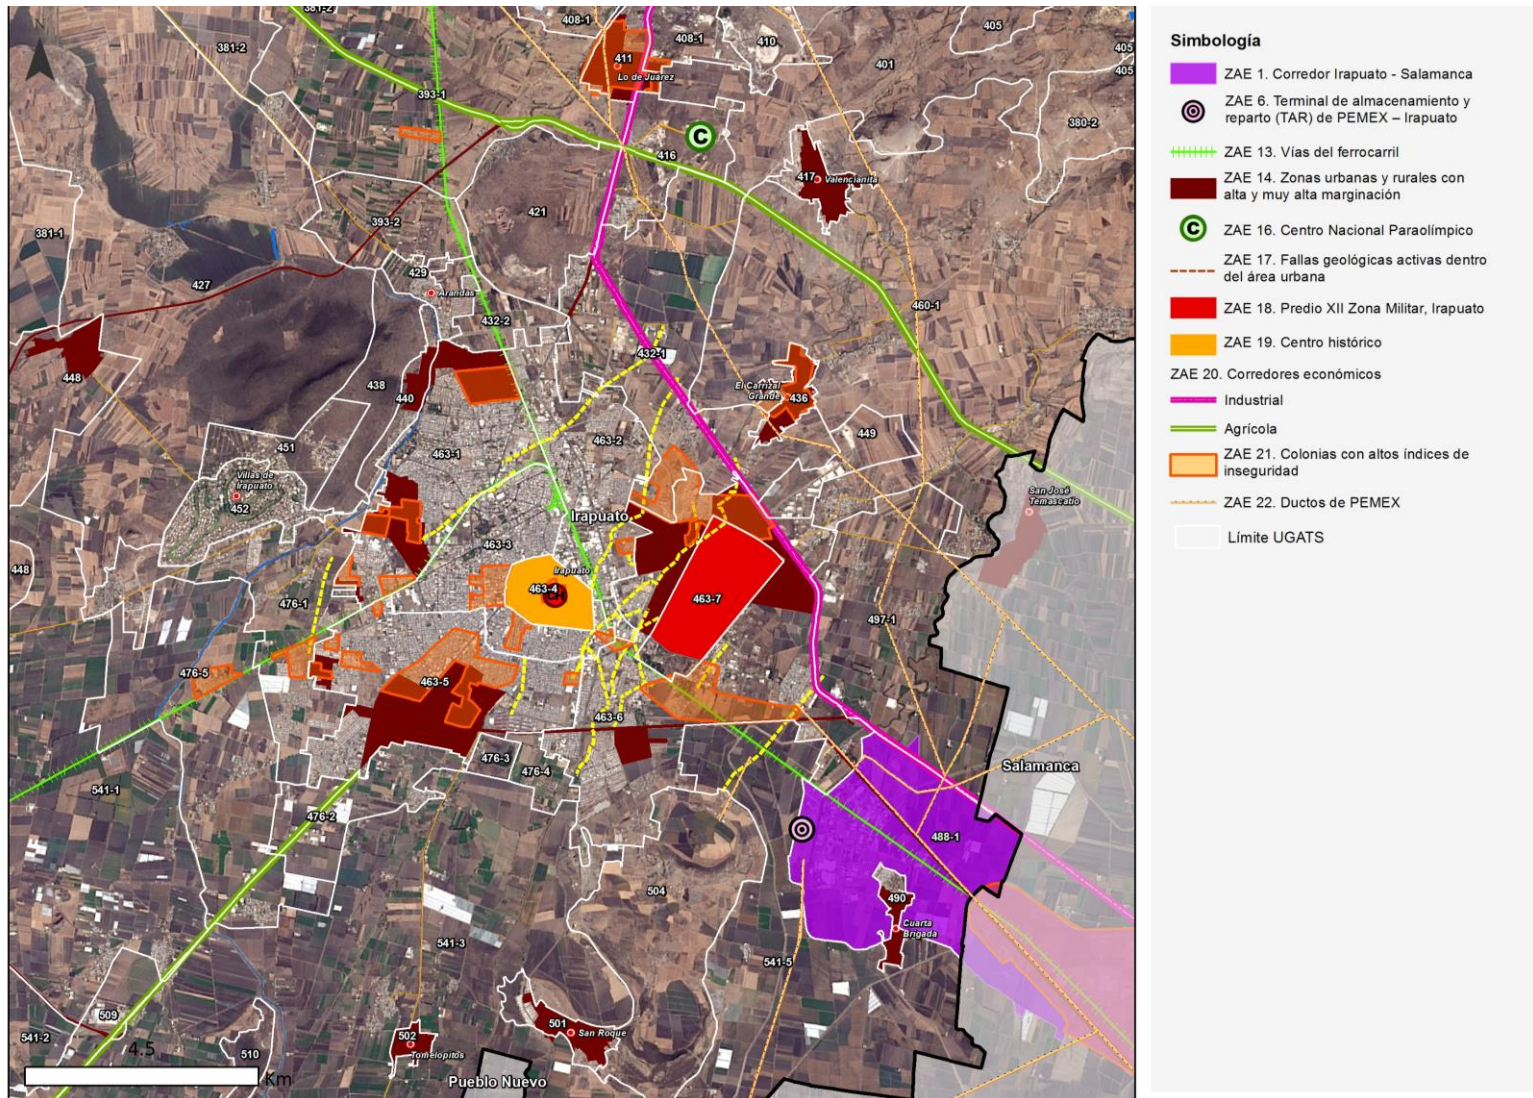 381-2
381-2
408-1
408-1
410
405
405
405
401
411
Lo de Juárez
393-1
380-2
416
417
Valencianita
393-2
421
381-1
427
429
Arandas
460-1
432-2
432-1
448
438
440
El Carrizal
Grande
436
449
451
463-1
463-2
Villas de
Irapuato
452
San José
Temascatío
Irapuato
463-3
448
Irapuato
463-4
CH
463-7
476-1
497-1
476-5
463-5
463-6
476-3
476-4
Salamanca
541-1
476-2
488-1
504
490
Cuarta
Brigada
541-3
541-5
509
501
San Roque
541-2
502
Tomelopitos
510
4.5
Km
Pueblo Nuevo
Simbología
ZAE 1. Corredor Irapuato - Salamanca
ZAE 6. Terminal de almacenamiento y
reparto (TAR) de PEMEX – Irapuato
ZAE 13. Vías del ferrocarril
ZAE 14. Zonas urbanas y rurales con
alta y muy alta marginación
C
ZAE 16. Centro Nacional Paraolímpico
ZAE 17. Fallas geológicas activas dentro
del área urbana
ZAE 18. Predio XII Zona Militar, Irapuato
ZAE 19. Centro histórico
ZAE 20. Corredores económicos
Industrial
Agrícola
ZAE 21. Colonias con altos índices de
inseguridad
ZAE 22. Ductos de PEMEX
Límite UGATS